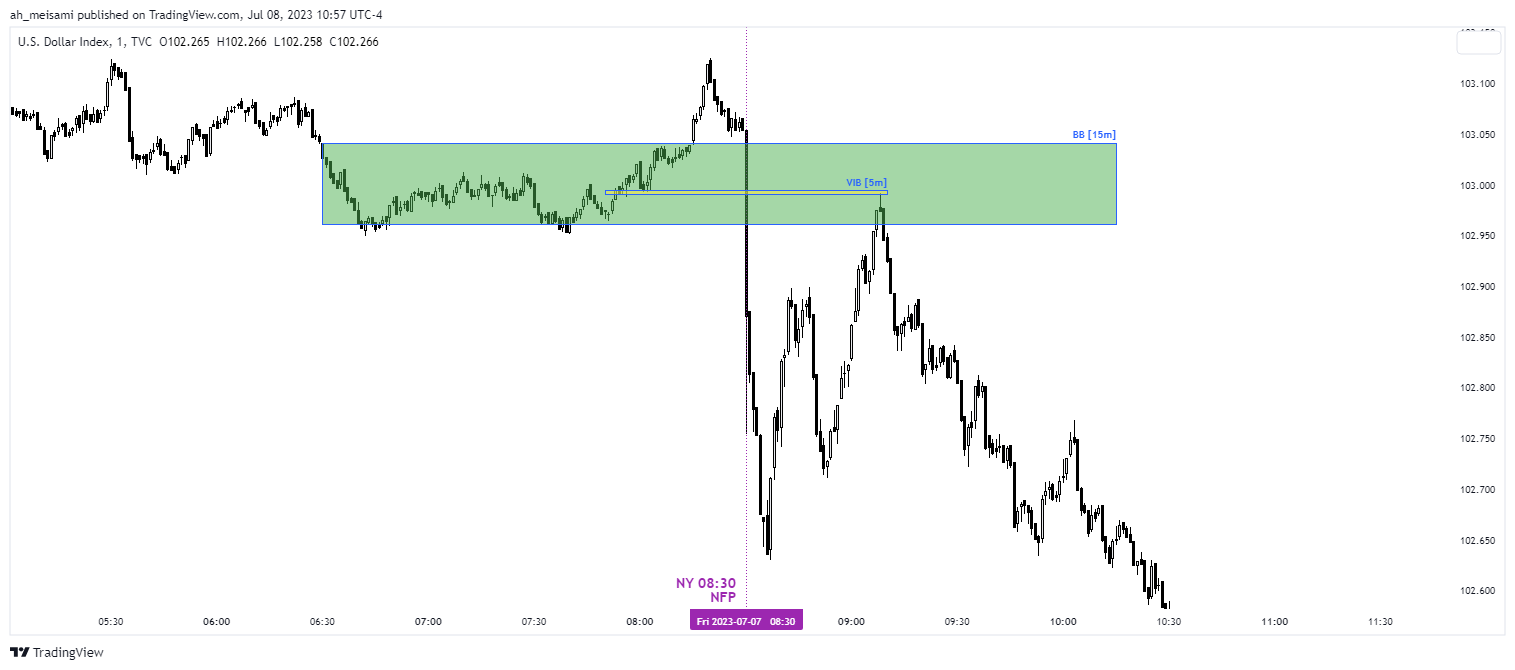 ah_meisami published on TradingView.com, Jul 08, 2023 10:57 UTC-4
U.S. Dollar Index, 1, TVC O102.265 H102.266 L102.258 C102.266
103.150
103.100
BB [15m]
103.050
VIB [5m]
103.000
102.950
102.900
102.850
102.800
102.750
102.700
102.650
NY 08:30
NFP
102.600
05:30 06:00 06:30 07:00 07:30 08:00 Fri 2023-07-07 08:30 09:00 09:30 10:00 10:30 11:00 11:30
TradingView